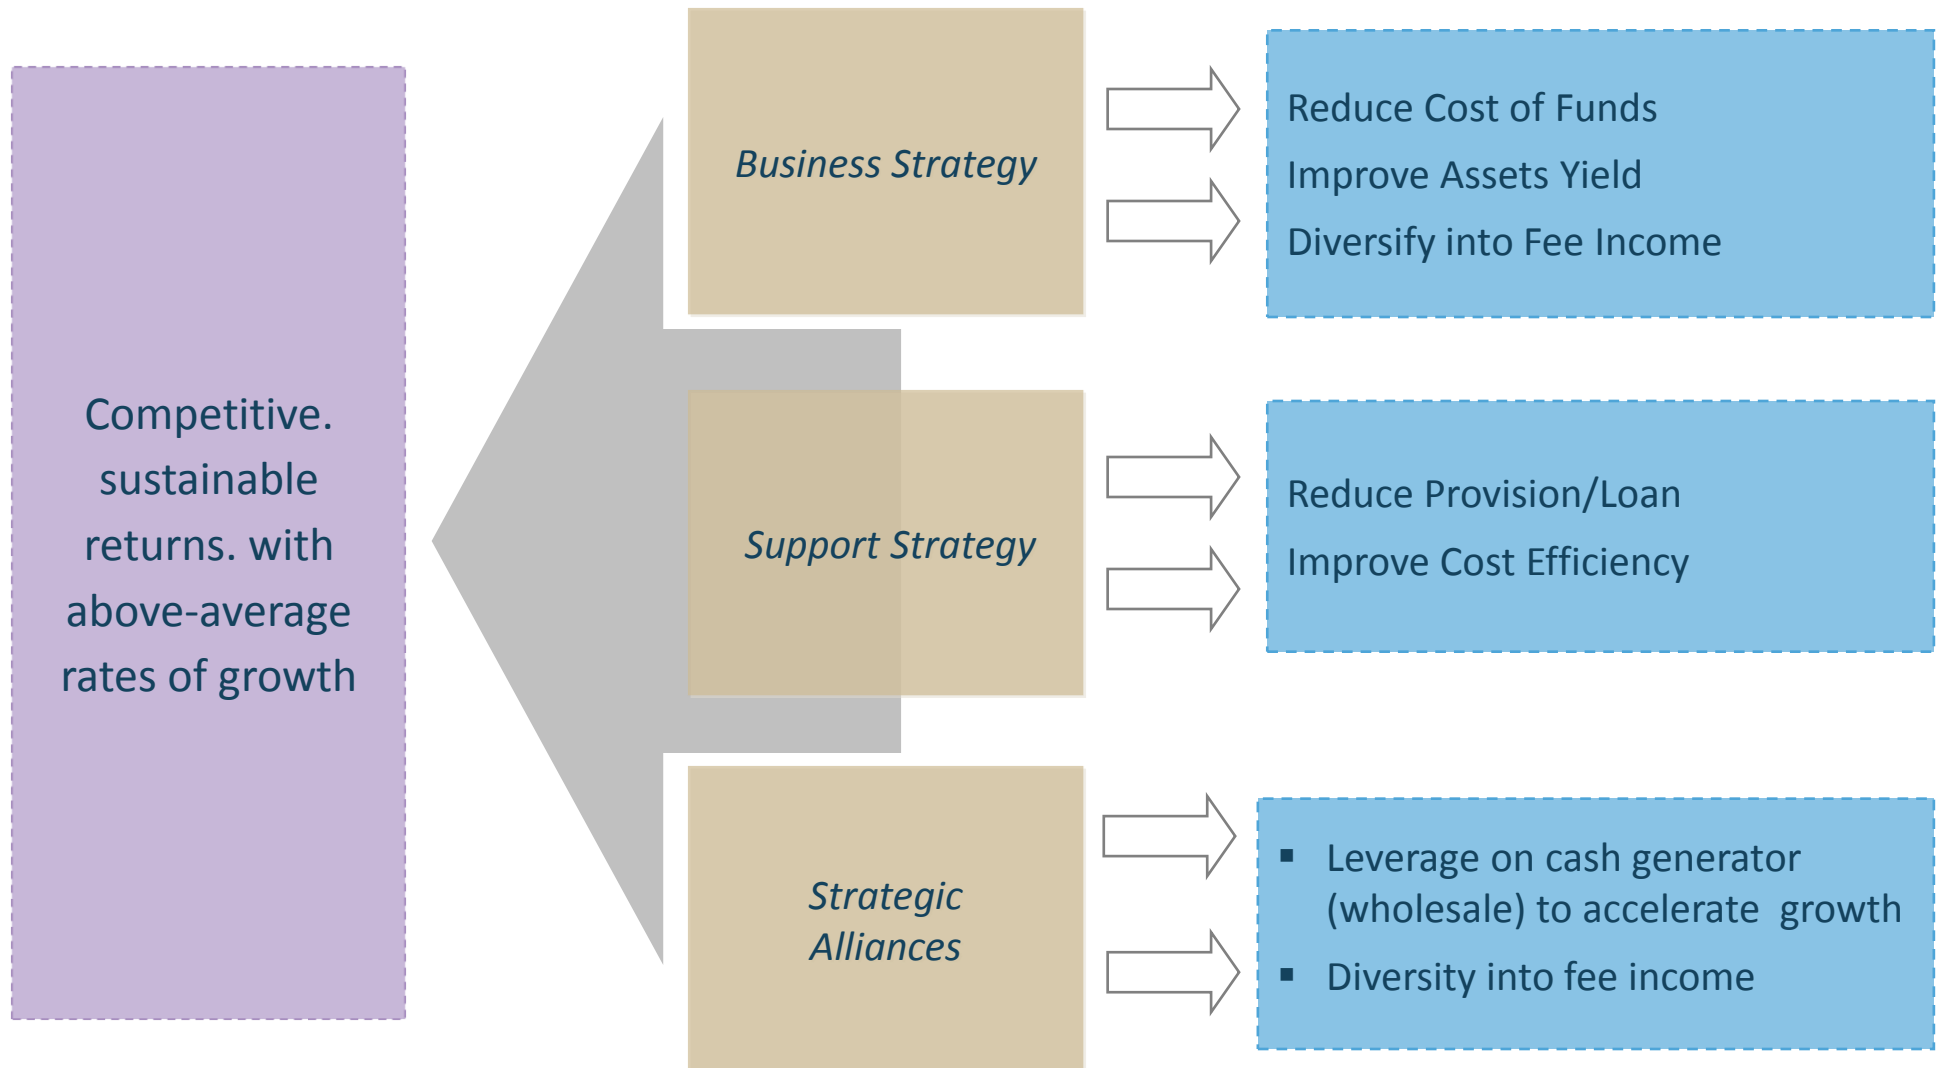 Competitive.
sustainable
returns. with
above-average
rates of growth
Business Strategy
Reduce Cost of Funds
Improve Assets Yield
Diversify into Fee Income
Support Strategy
Reduce Provision/Loan
Improve Cost Efficiency
Strategic
Alliances
▪ Leverage on cash generator
(wholesale) to accelerate  growth
▪ Diversity into fee income